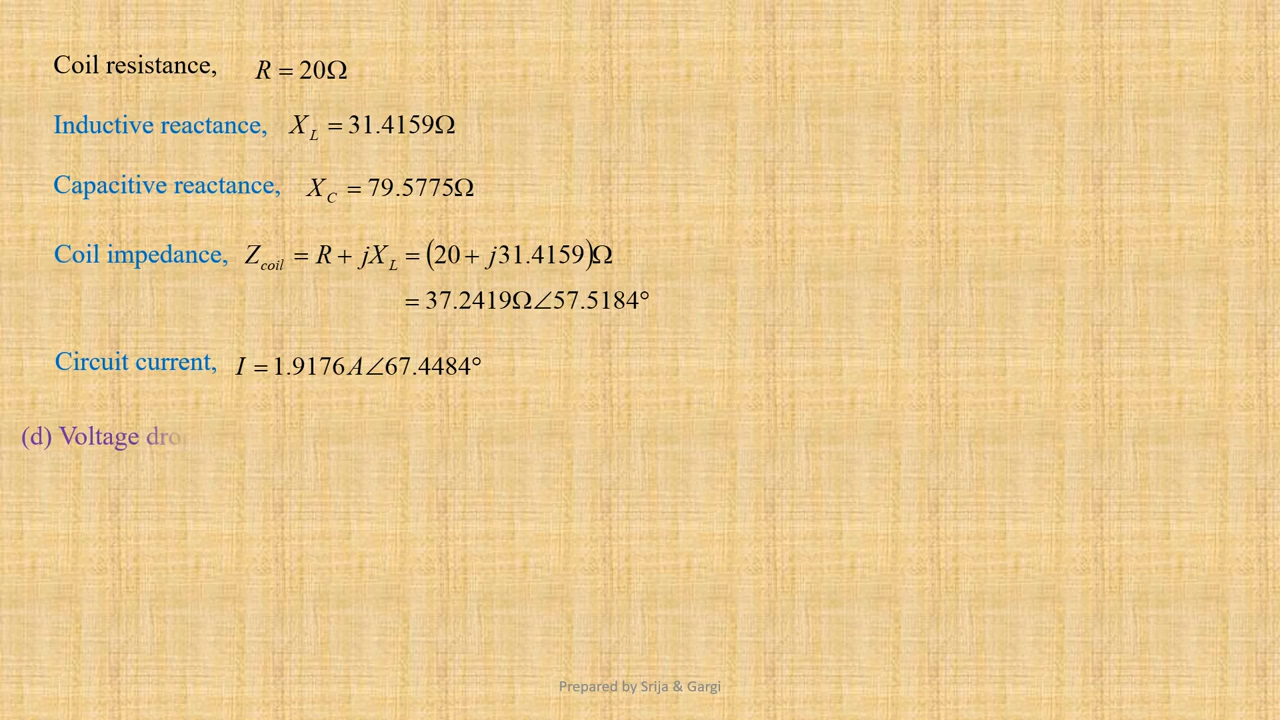 Coil resistance, R = 20Ω
Inductive reactance, X_L = 31.4159Ω
Capacitive reactance, X_C = 79.5775Ω
Coil impedance, Z_coil = R + jX_L = (20 + j31.4159)Ω
= 37.2419Ω∠57.5184°
Circuit current, I = 1.9176A∠67.4484°
(d) Voltage
Prepared by Srija & Gargi